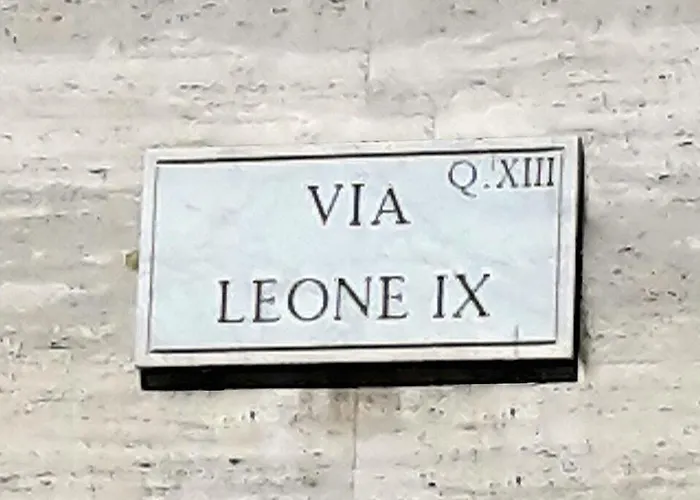 Q. XIII
VIA
LEONE IX